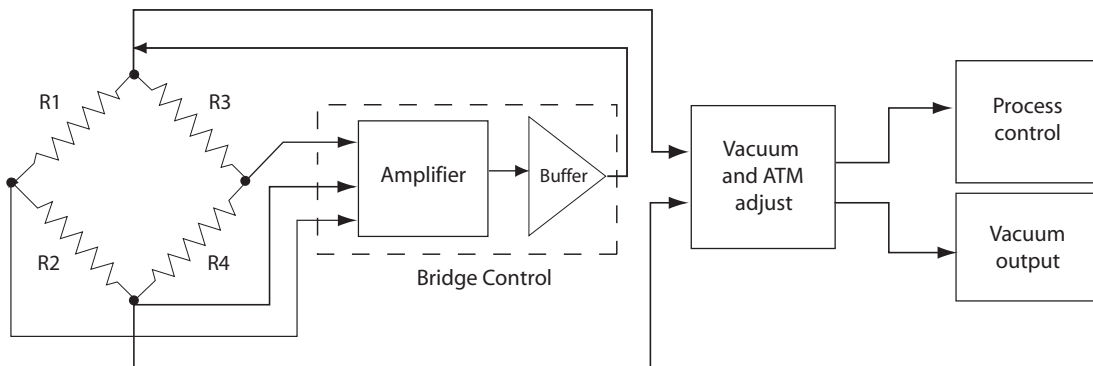 R1
R3
R2
R4
Amplifier
Buffer
Bridge Control
Vacuum
and ATM
adjust
Process
control
Vacuum
output